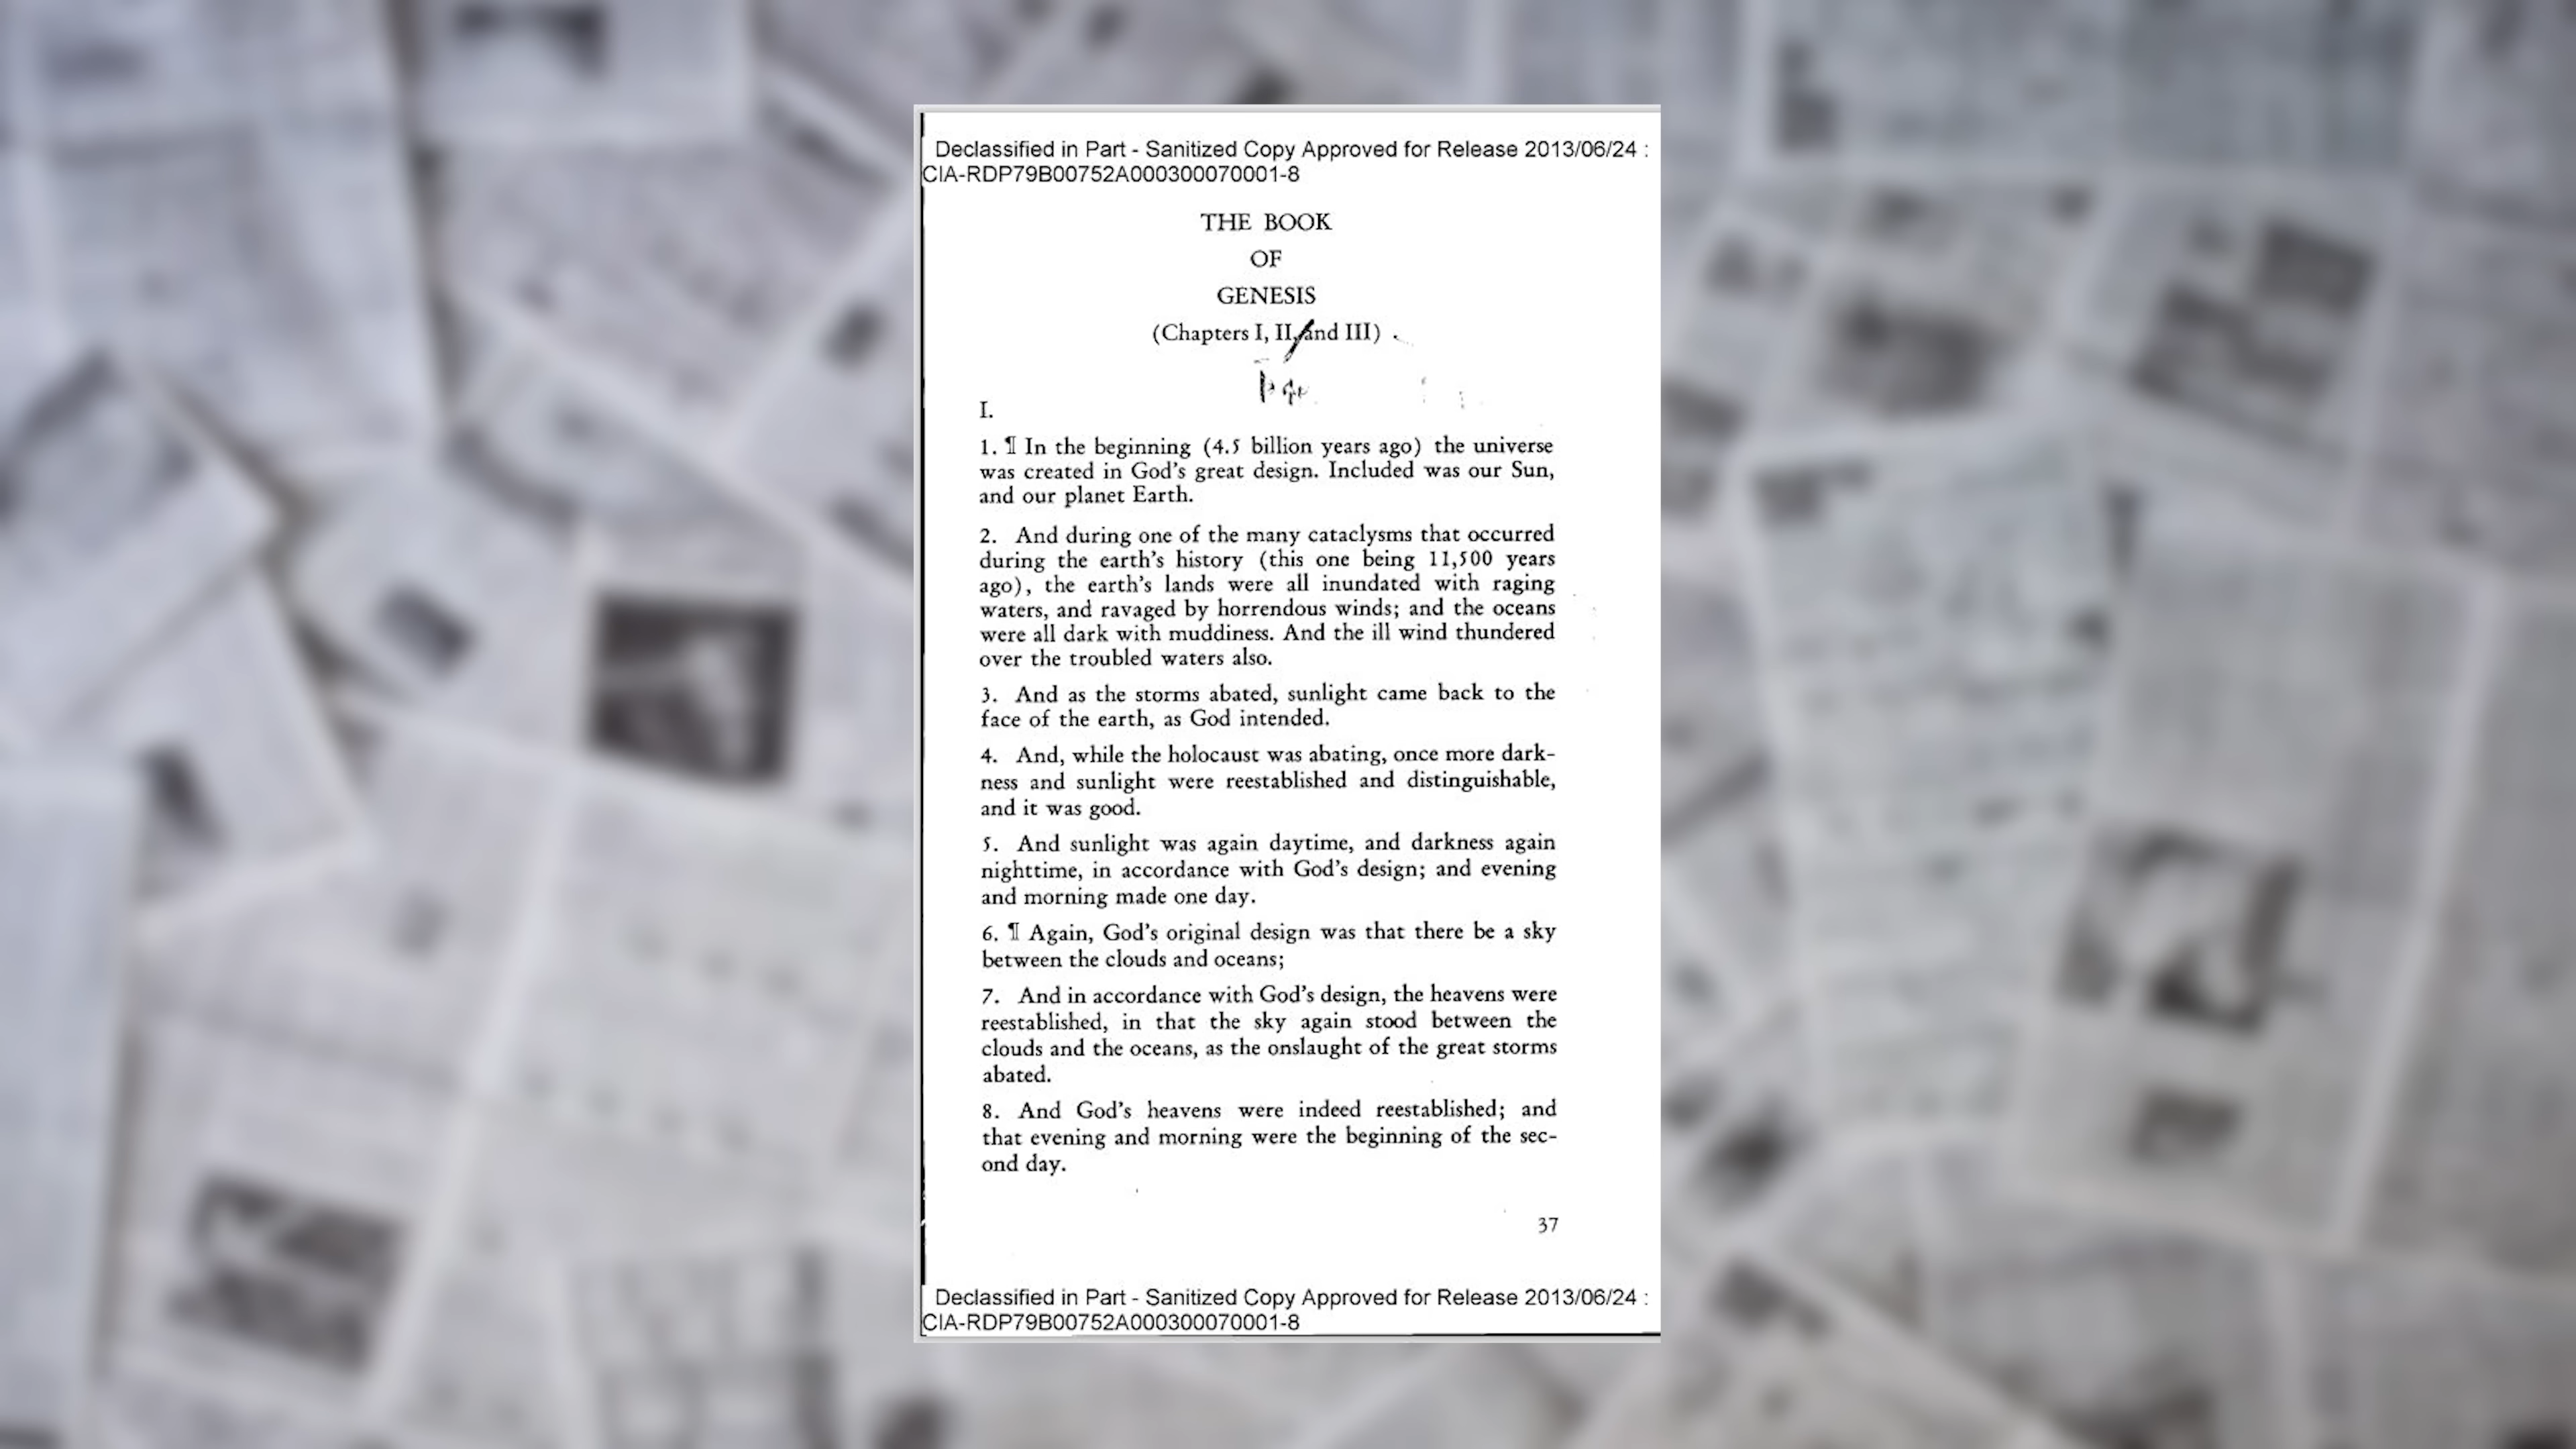 Declassified in Part - Sanitized Copy Approved for Release 2013/06/24 :
CIA-RDP79B00752A000300070001-8
THE BOOK
OF
GENESIS
(Chapters I, II, and III)
I.
1. ¶ In the beginning (4.5 billion years ago) the universe
was created in God's great design. Included was our Sun,
and our planet Earth.
2. And during one of the many cataclysms that occurred
during the earth's history (this one being 11,500 years
ago), the earth's lands were all inundated with raging
waters, and ravaged by horrendous winds; and the oceans
were all dark with muddiness. And the ill wind thundered
over the troubled waters also.
3. And as the storms abated, sunlight came back to the
face of the earth, as God intended.
4. And, while the holocaust was abating, once more dark-
ness and sunlight were reestablished and distinguishable,
and it was good.
5. And sunlight was again daytime, and darkness again
nighttime, in accordance with God's design; and evening
and morning made one day.
6. ¶ Again, God's original design was that there be a sky
between the clouds and oceans;
7. And in accordance with God's design, the heavens were
reestablished, in that the sky again stood between the
clouds and the oceans, as the onslaught of the great storms
abated.
8. And God's heavens were indeed reestablished; and
that evening and morning were the beginning of the sec-
ond day.
37
Declassified in Part - Sanitized Copy Approved for Release 2013/06/24 :
CIA-RDP79B00752A000300070001-8